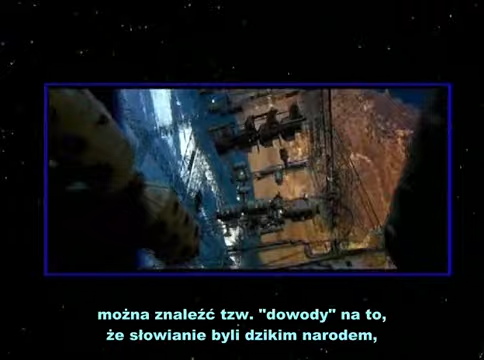 można znaleźć tzw. "dowody" na to,
że słowianie byli dzikim narodem,